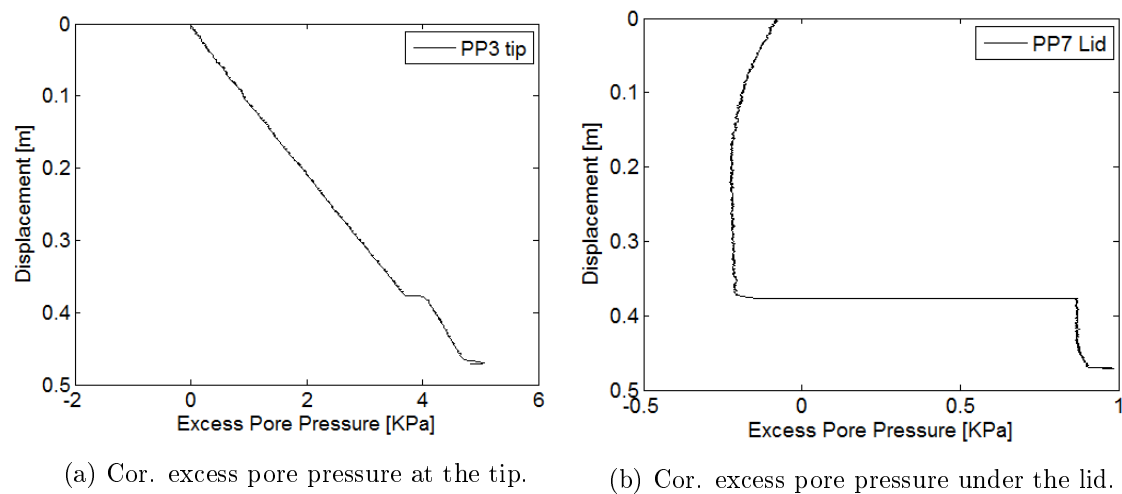 0
0.1
0.2
0.3
0.4
0.5
Displacement [m]
-2
0
2
4
6
Excess Pore Pressure [KPa]
PP3 tip
(a) Cor. excess pore pressure at the tip.
0
0.1
0.2
0.3
0.4
0.5
Displacement [m]
-0.5
0
0.5
1
Excess Pore Pressure [KPa]
PP7 Lid
(b) Cor. excess pore pressure under the lid.